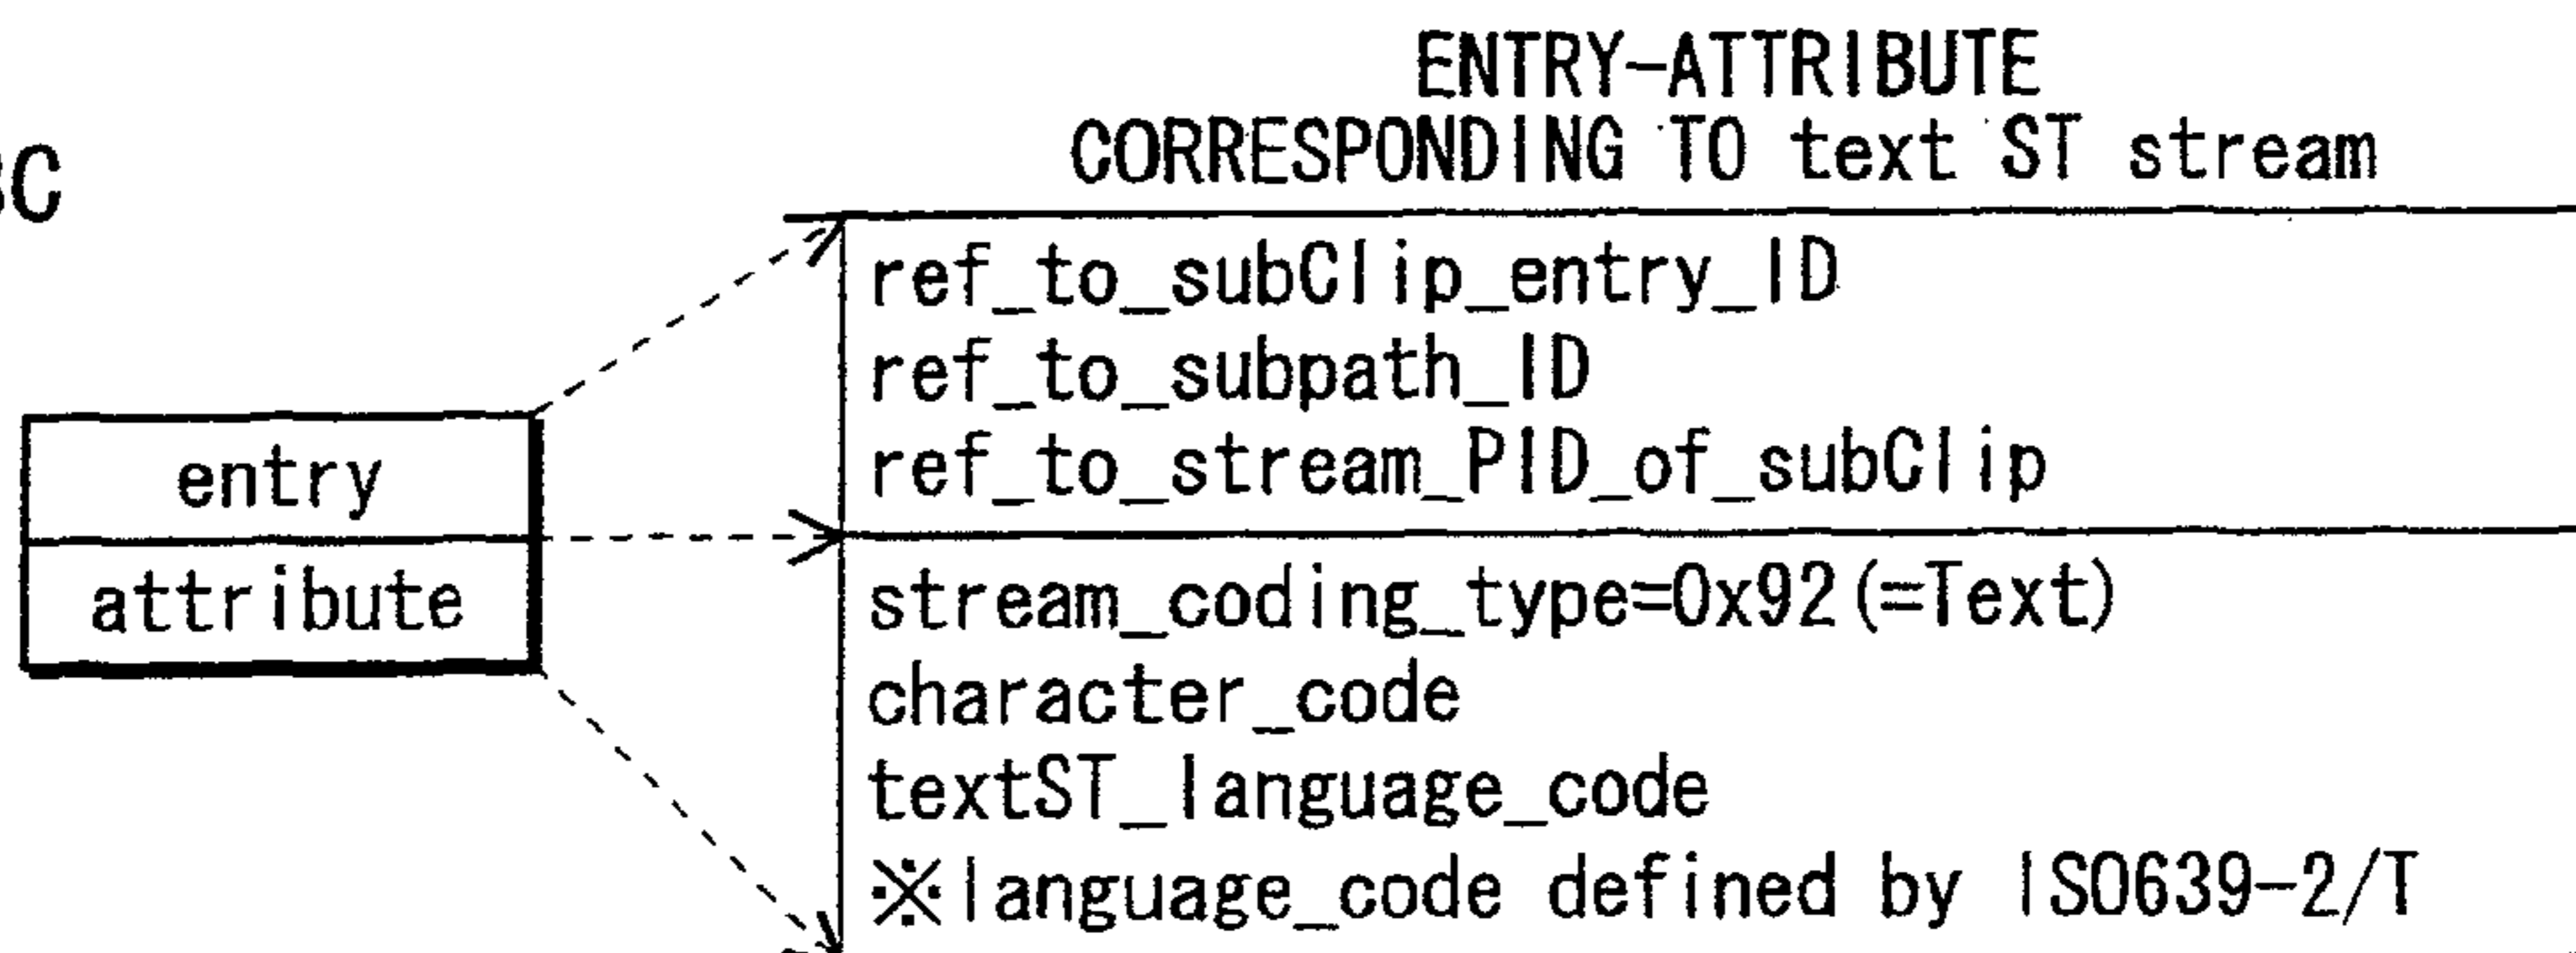 ENTRY-ATTRIBUTE
CORRESPONDING TO text ST stream
entry
attribute
ref_to_subClip_entry_ID
ref_to_subpath_ID
ref_to_stream_PID_of_subClip
stream_coding_type=0x92(=Text)
character_code
textST_language_code
※language_code defined by ISO639-2/T